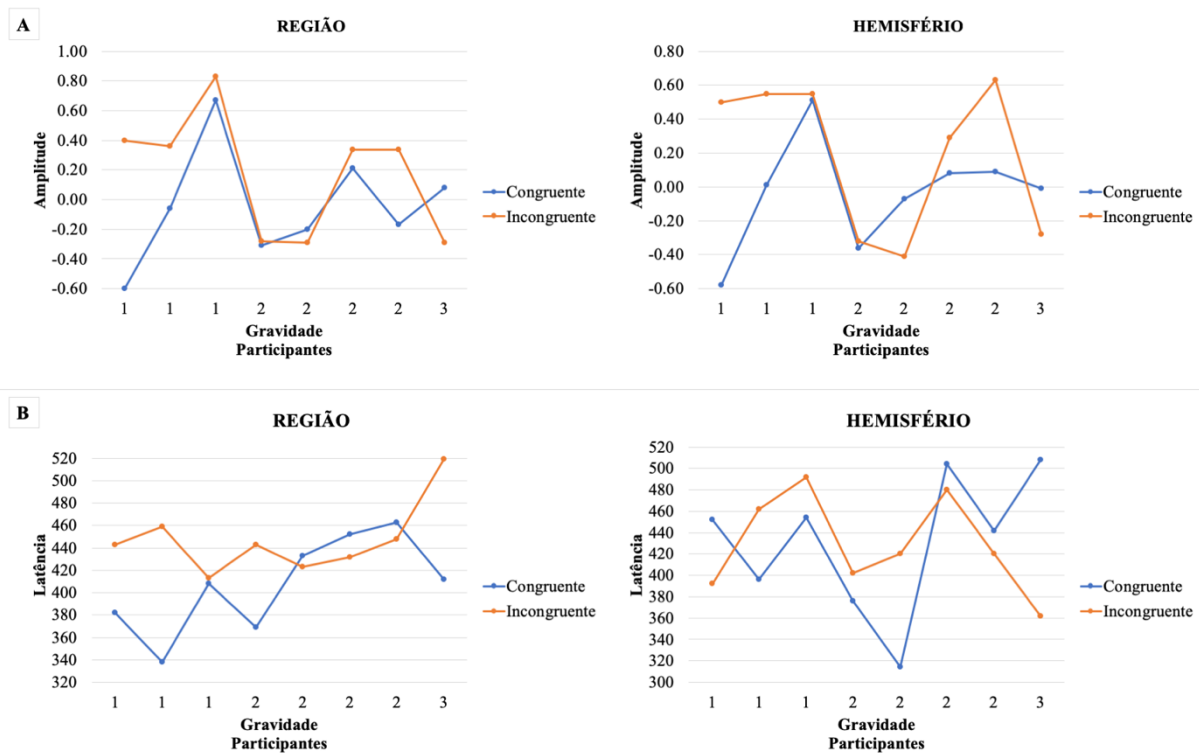 A
REGIÃO
1.00
0.80
0.60
0.40
0.20
0.00
-0.20
-0.40
-0.60
Amplitude
1 1 1 2 2 2 2 3
Gravidade
Participantes
Congruente
Incongruente
HEMISFÉRIO
0.80
0.60
0.40
0.20
0.00
-0.20
-0.40
-0.60
Amplitude
1 1 1 2 2 2 2 3
Gravidade
Participantes
Congruente
Incongruente
B
REGIÃO
520
500
480
460
440
420
400
380
360
340
320
Latência
1 1 1 2 2 2 2 3
Gravidade
Participantes
Congruente
Incongruente
HEMISFÉRIO
520
500
480
460
440
420
400
380
360
340
320
300
Latência
1 1 1 2 2 2 2 3
Gravidade
Participantes
Congruente
Incongruente